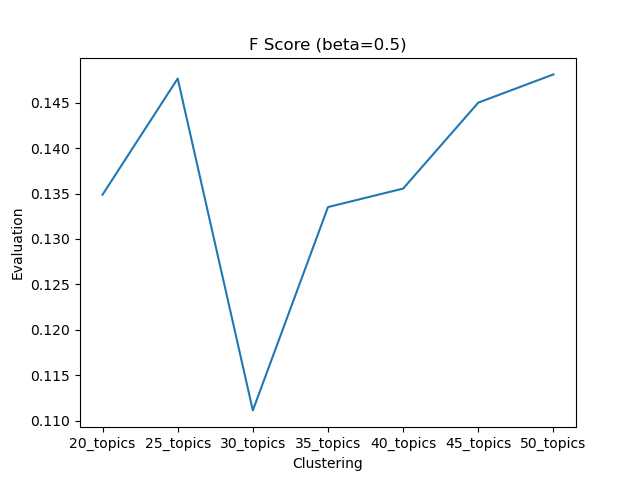 F Score (beta=0.5)
Evaluation
0.145
0.140
0.135
0.130
0.125
0.120
0.115
0.110
20_topics 25_topics 30_topics 35_topics 40_topics 45_topics 50_topics
Clustering